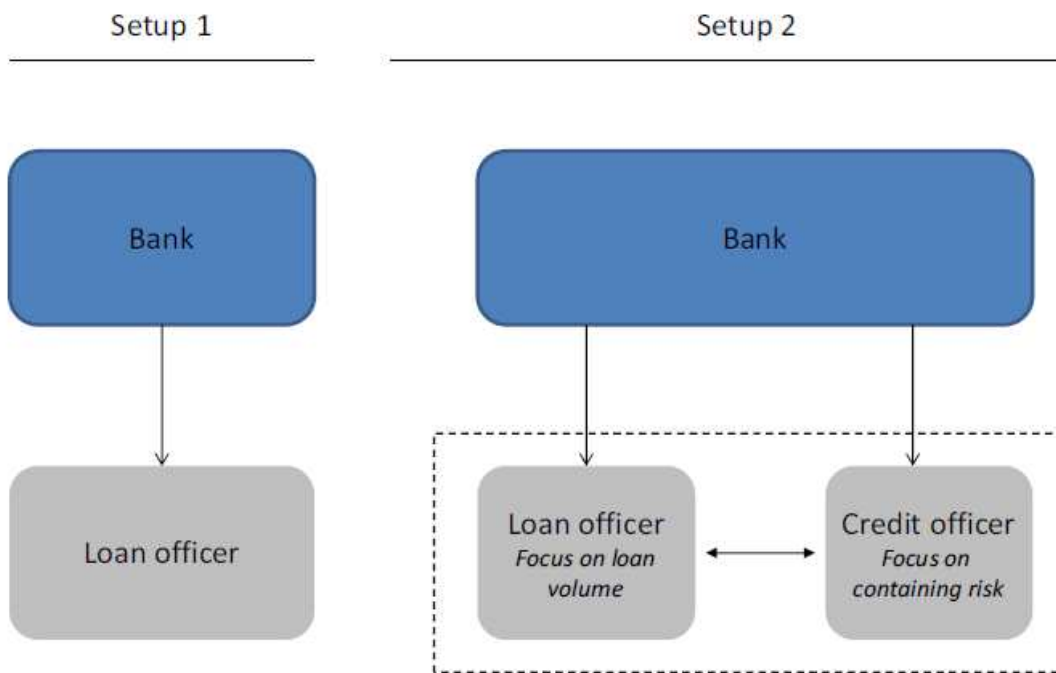 Setup 1
Setup 2
Bank
Bank
Loan officer
Loan officer
Focus on loan
volume
Credit officer
Focus on
containing risk